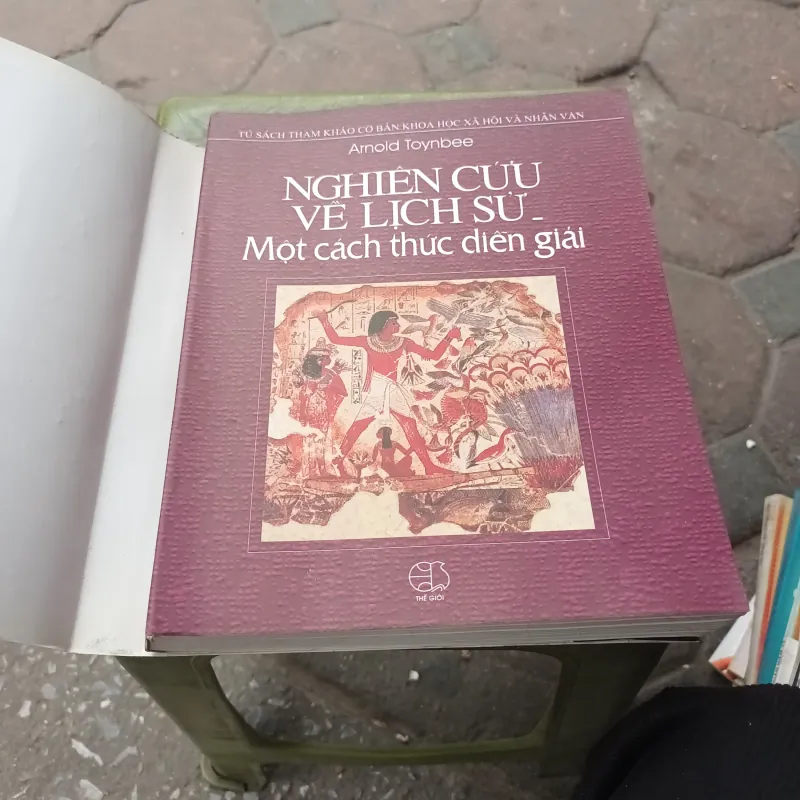 TỦ SÁCH THAM KHẢO CƠ BẢN KHOA HỌC XÃ HỘI VÀ NHÂN VĂN
Arnold Toynbee
NGHIÊN CỨU
VỀ LỊCH SỬ -
Một cách thức diễn giải
THẾ GIỚI